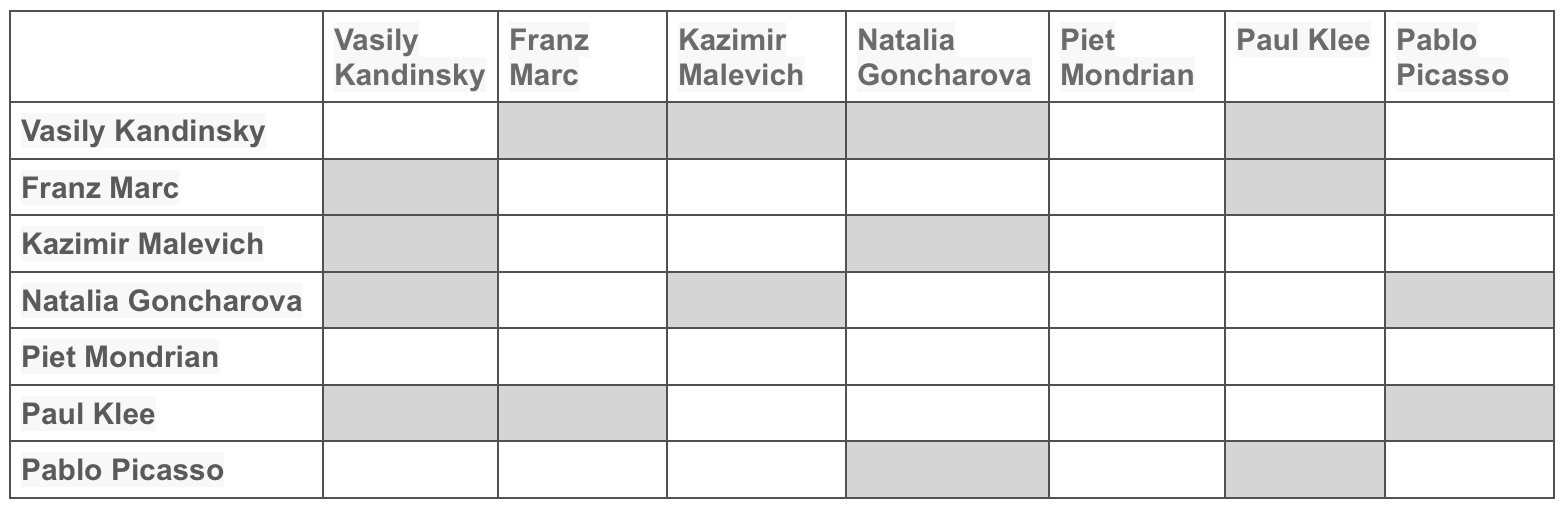 Vasily Kandinsky
Franz Marc
Kazimir Malevich
Natalia Goncharova
Piet Mondrian
Paul Klee
Pablo Picasso
Vasily Kandinsky
Franz Marc
Kazimir Malevich
Natalia Goncharova
Piet Mondrian
Paul Klee
Pablo Picasso